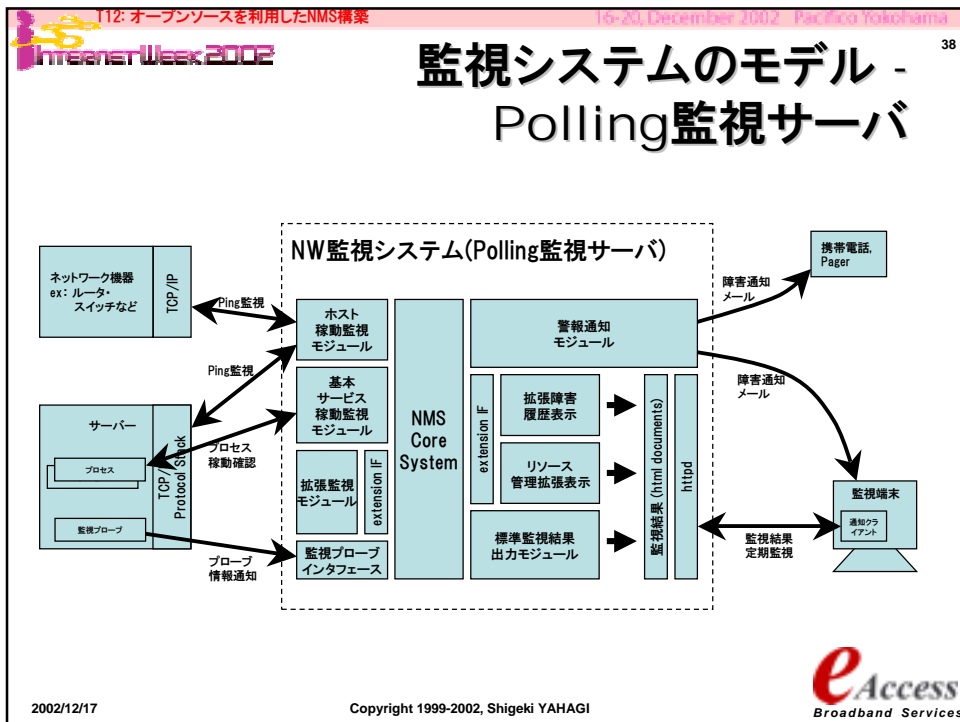 T12: オープンソースを利用したNMS構築
16-20, December 2002 Pacifico Yokohama
InternetWeek 2002
38
監視システムのモデル -
Polling監視サーバ
NW監視システム(Polling監視サーバ)
ネットワーク機器
ex: ルータ・
スイッチなど
TCP/IP
Ping監視
Ping監視
サーバー
プロセス
監視プローブ
TCP/
Protocol Stack
プロセス
稼動確認
プローブ
情報通知
ホスト
稼動監視
モジュール
基本
サービス
稼動監視
モジュール
拡張監視
モジュール
extension IF
監視プローブ
インタフェース
NMS
Core
System
警報通知
モジュール
extension IF
拡張障害
履歴表示
リソース
管理拡張表示
標準監視結果
出力モジュール
監視結果 (html documents)
httpd
障害通知
メール
携帯電話,
Pager
障害通知
メール
監視結果
定期監視
監視端末
通知クラ
イアント
2002/12/17
Copyright 1999-2002, Shigeki YAHAGI
eAccess
Broadband Services